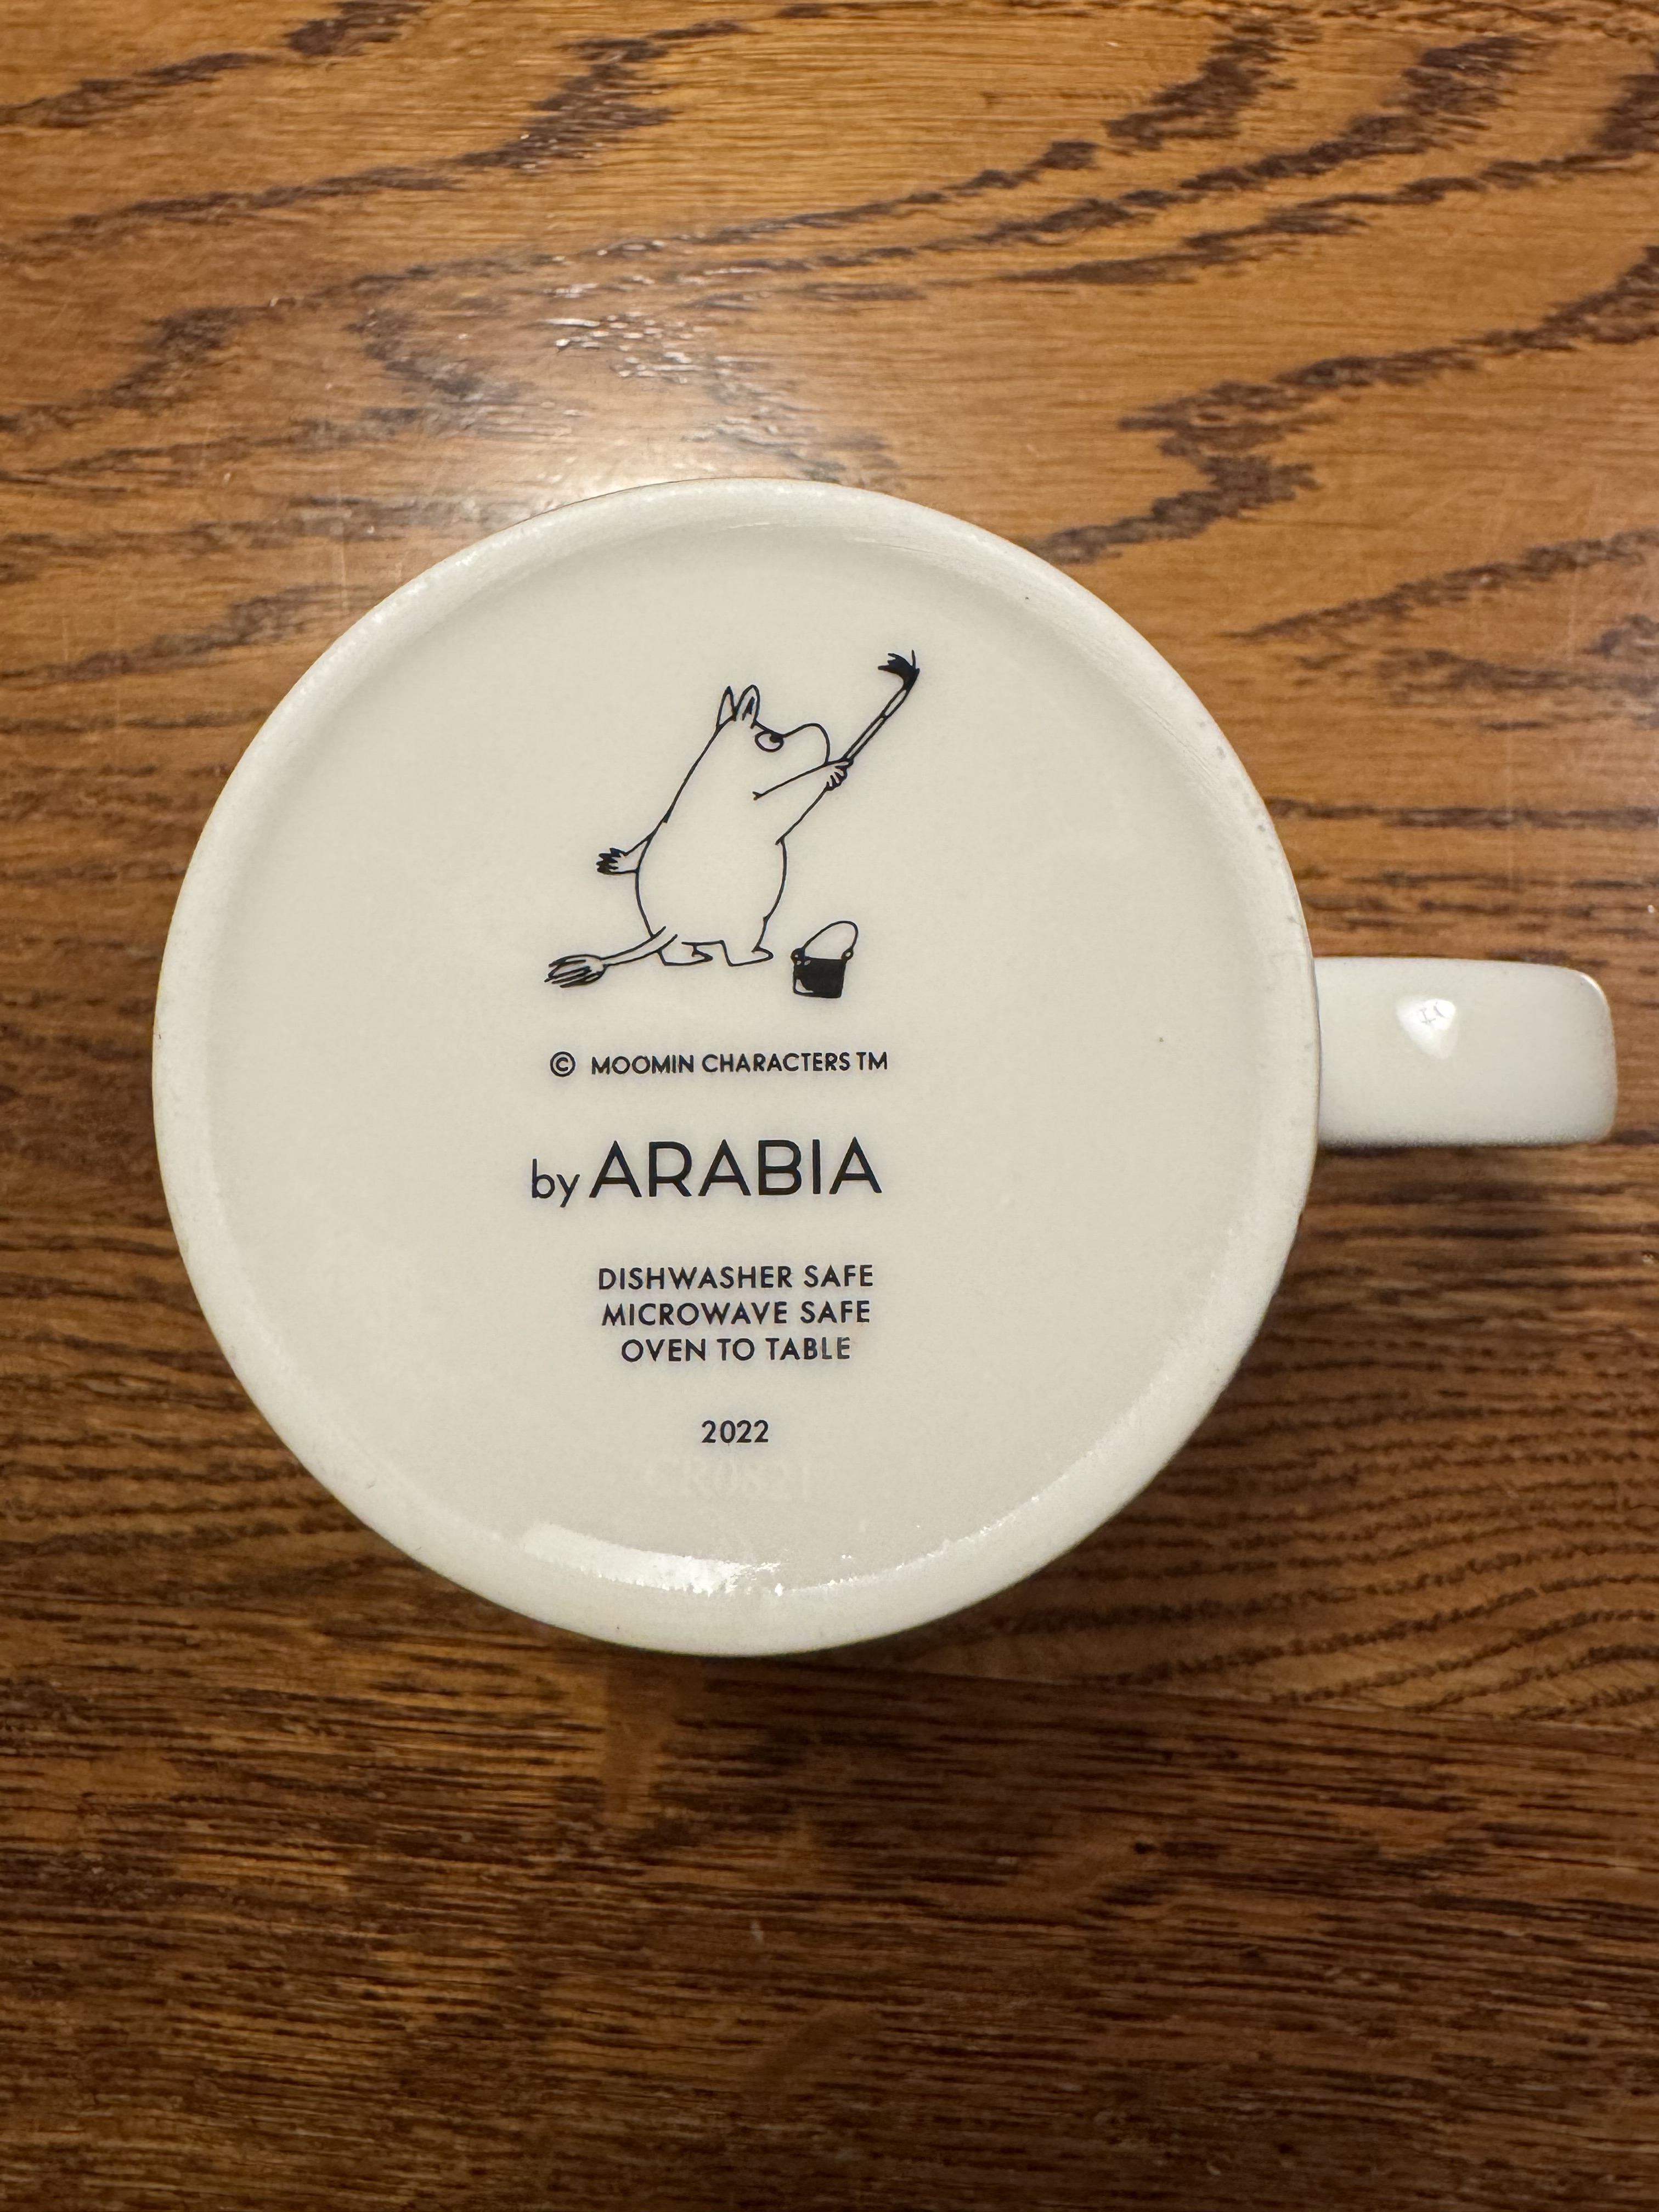 © MOOMIN CHARACTERS TM
by ARABIA
DISHWASHER SAFE
MICROWAVE SAFE
OVEN TO TABLE
2022